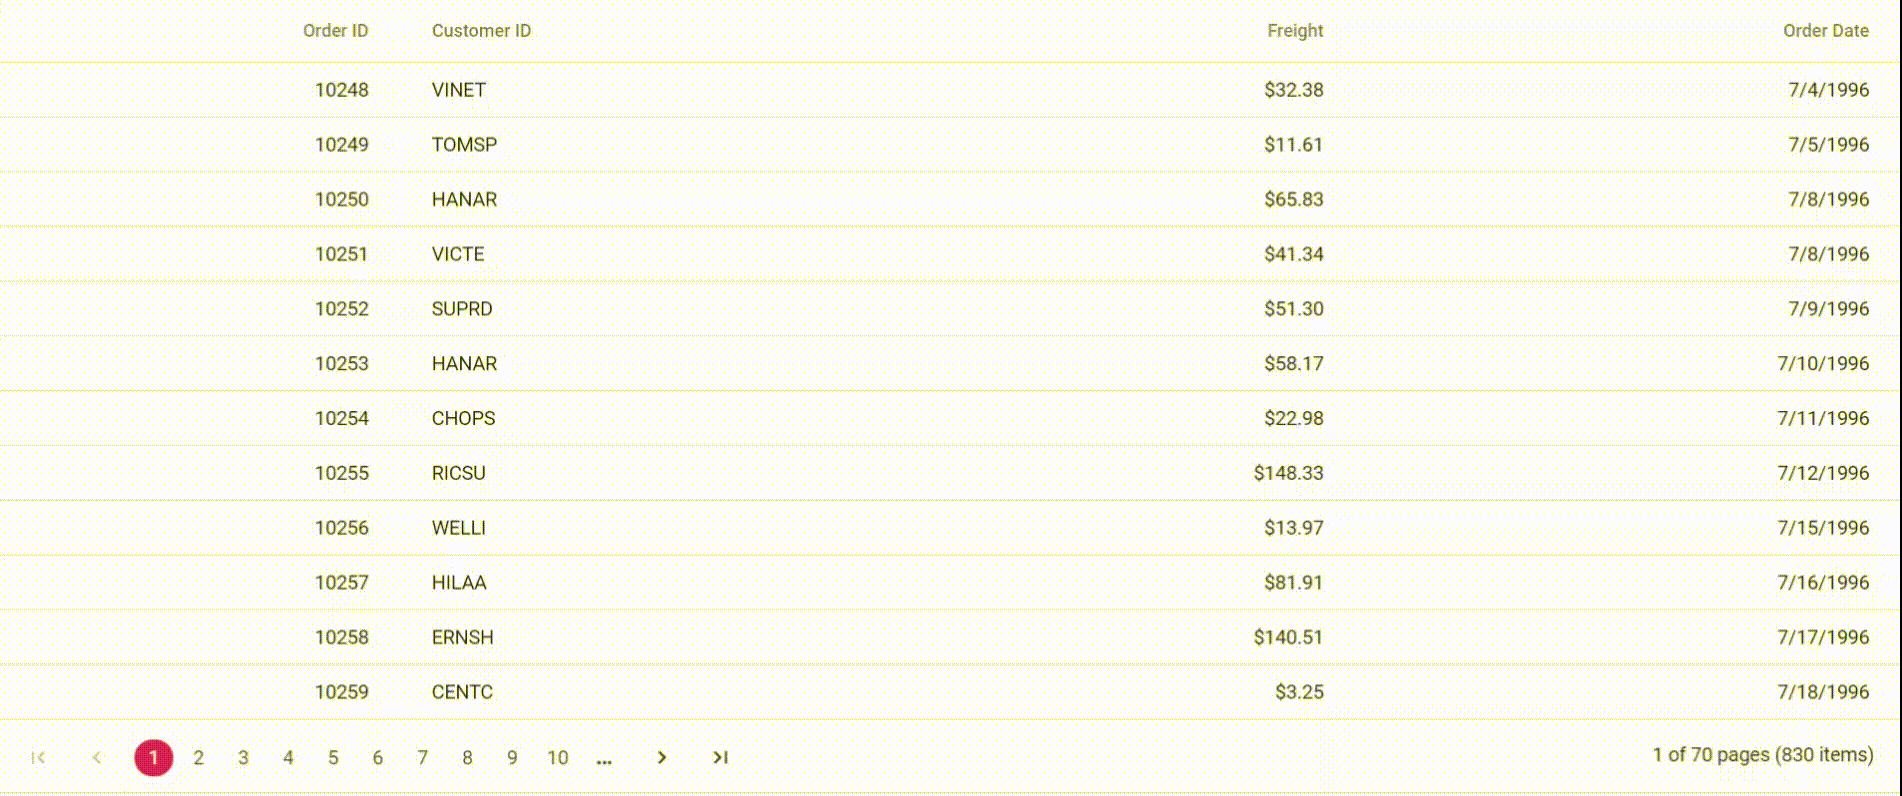 Order ID Customer ID Freight Order Date
10248 VINET $32.38 7/4/1996
10249 TOMSP $11.61 7/5/1996
10250 HANAR $65.83 7/8/1996
10251 VICTE $41.34 7/8/1996
10252 SUPRD $51.30 7/9/1996
10253 HANAR $58.17 7/10/1996
10254 CHOPS $22.98 7/11/1996
10255 RICSU $148.33 7/12/1996
10256 WELLI $13.97 7/15/1996
10257 HILAA $81.91 7/16/1996
10258 ERNSH $140.51 7/17/1996
10259 CENTC $3.25 7/18/1996
1 2 3 4 5 6 7 8 9 10 ... 1 of 70 pages (830 items)